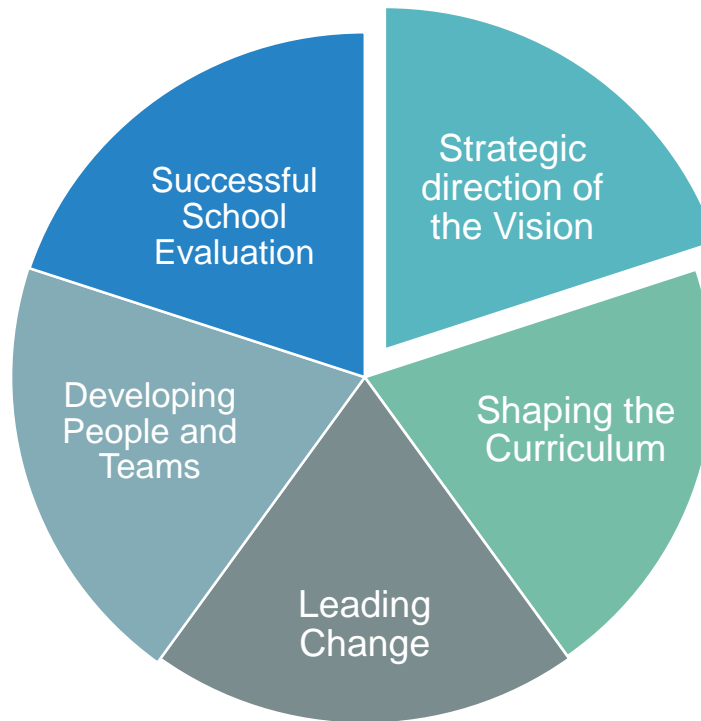 Strategic
direction of
the Vision
Shaping the
Curriculum
Leading
Change
Developing
People and
Teams
Successful
School
Evaluation